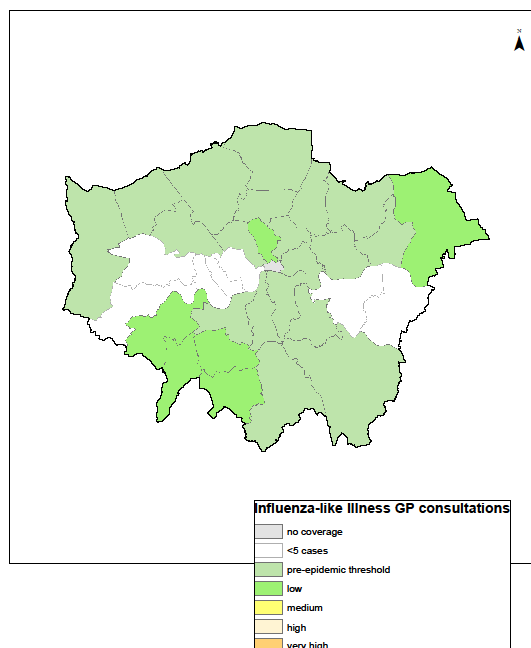 N
Influenza-like Illness GP consultations
no coverage
<5 cases
pre-epidemic threshold
low
medium
high
very high